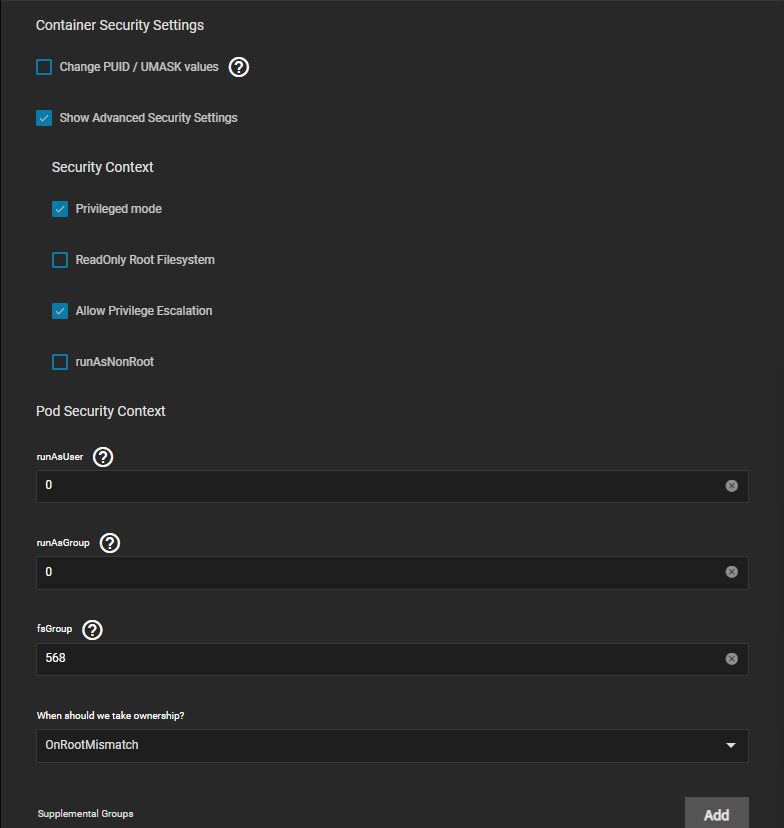 Container Security Settings
Change PUID / UMASK values
Show Advanced Security Settings
Security Context
Privileged mode
ReadOnly Root Filesystem
Allow Privilege Escalation
runAsNonRoot
Pod Security Context
runAsUser
0
runAsGroup
0
fsGroup
568
When should we take ownership?
OnRootMismatch
Supplemental Groups
Add